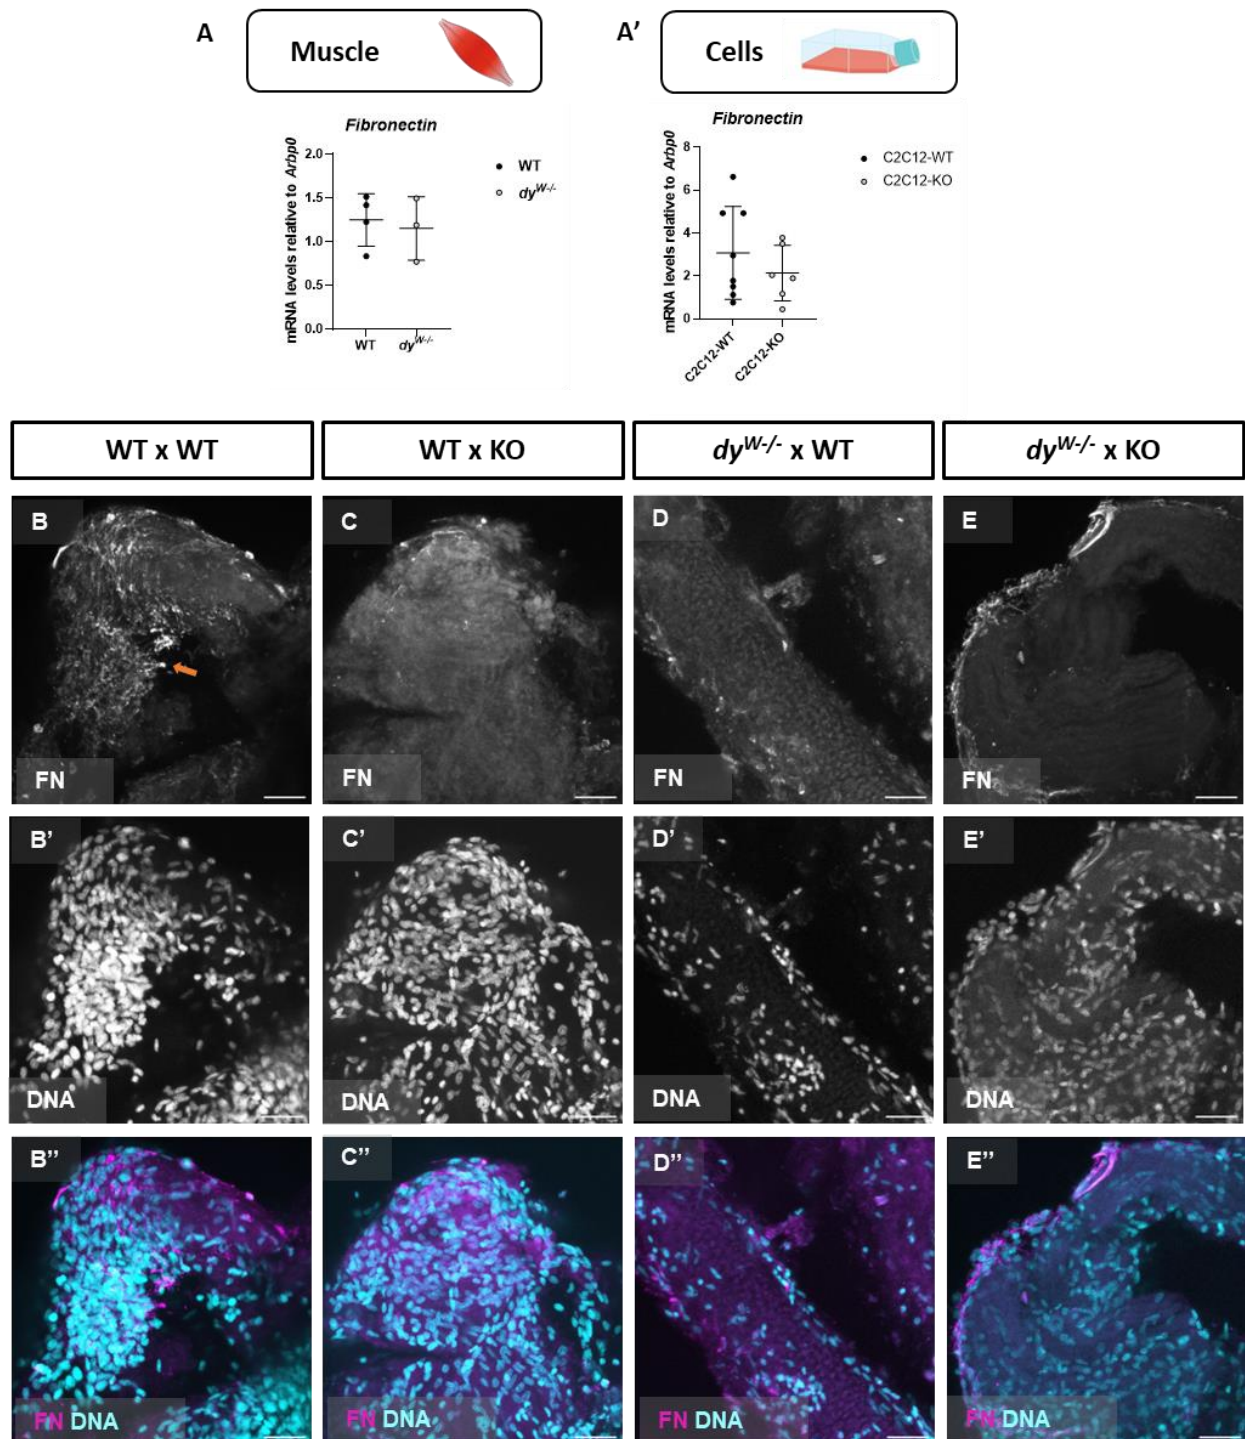 A
Muscle
A'
Cells
Fibronectin
mRNA levels relative to Arbp0
2.0
1.5
1.0
0.5
0.0
WT
dyW-/-
WT
dyW-/-
Fibronectin
mRNA levels relative to Arbp0
8
6
4
2
0
C2C12-WT
C2C12-KO
C2C12-WT
C2C12-KO
WT x WT
WT x KO
dyW-/- x WT
dyW-/- x KO
B
FN
C
FN
D
FN
E
FN
B'
DNA
C'
DNA
D'
DNA
E'
DNA
B''
FN DNA
C''
FN DNA
D''
FN DNA
E''
FN DNA